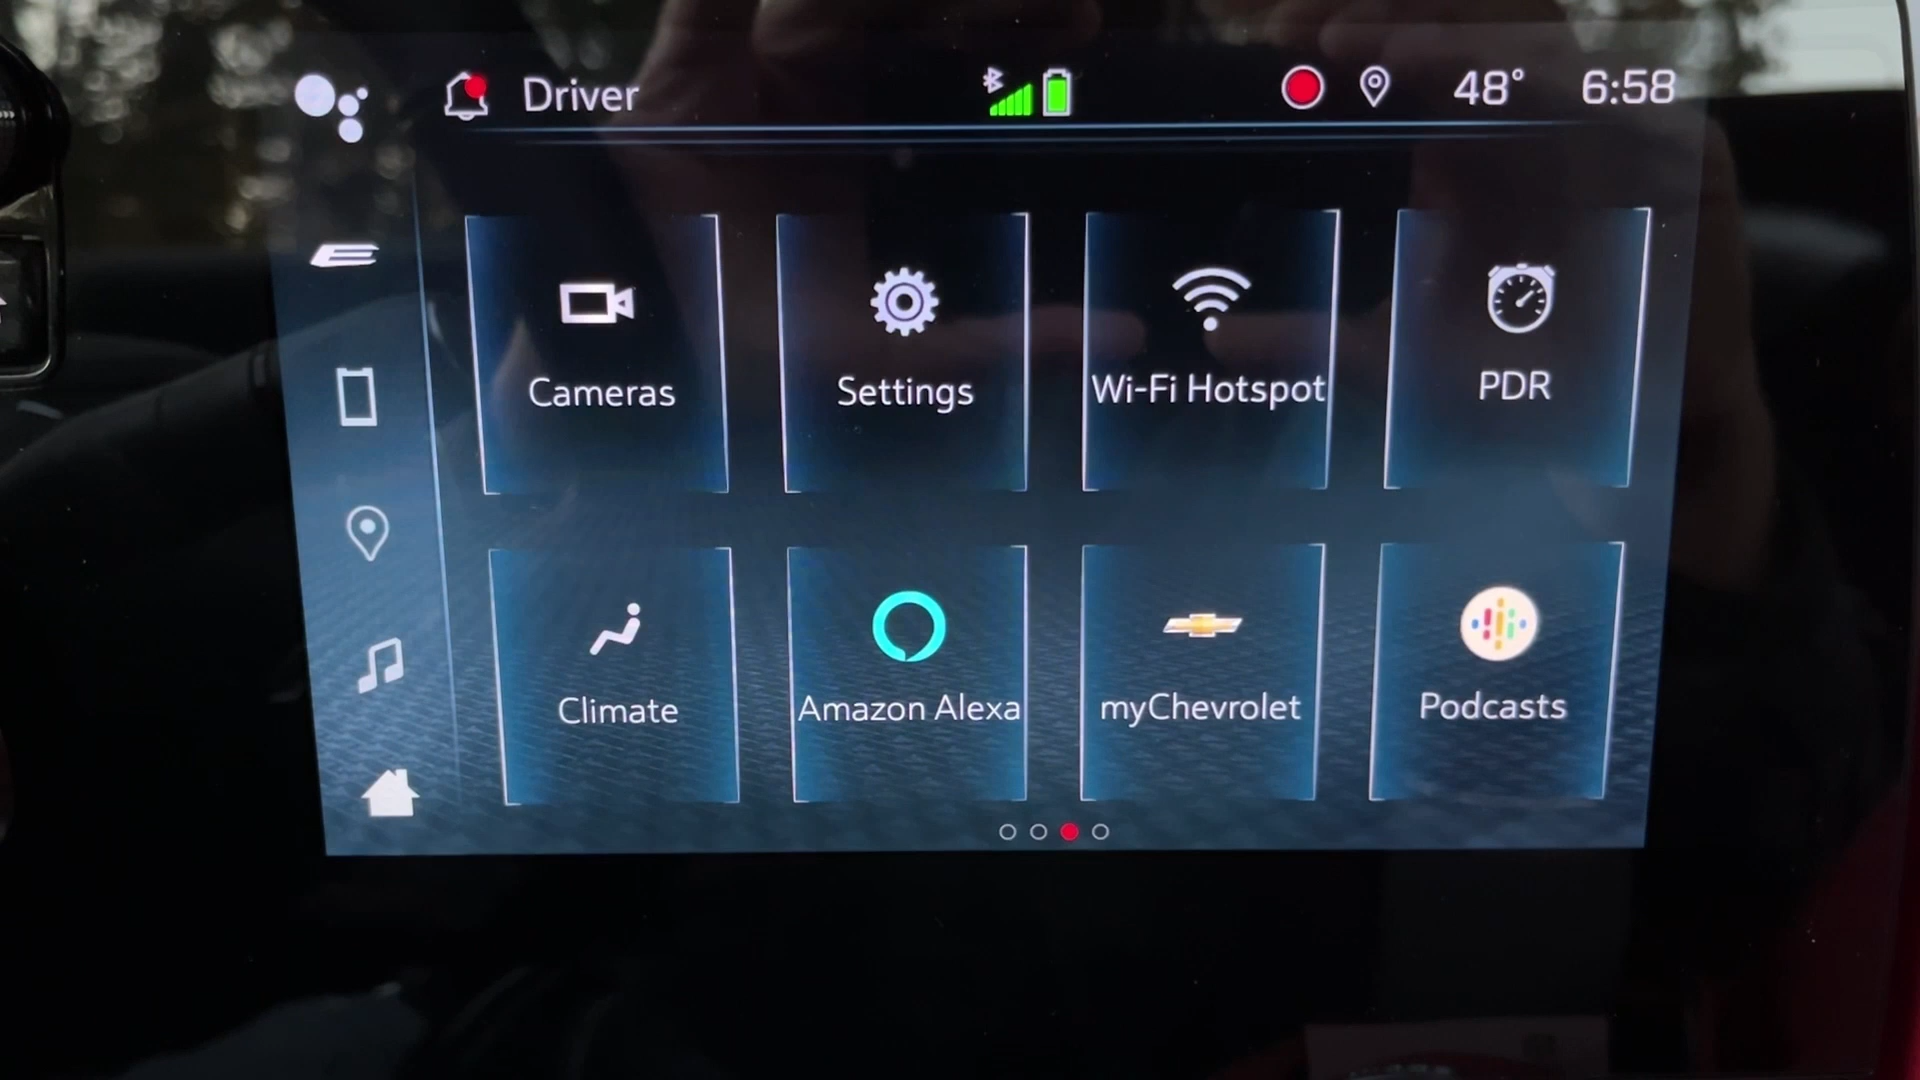 Driver
48° 6:58
Cameras
Settings
Wi-Fi Hotspot
PDR
Climate
Amazon Alexa
myChevrolet
Podcasts